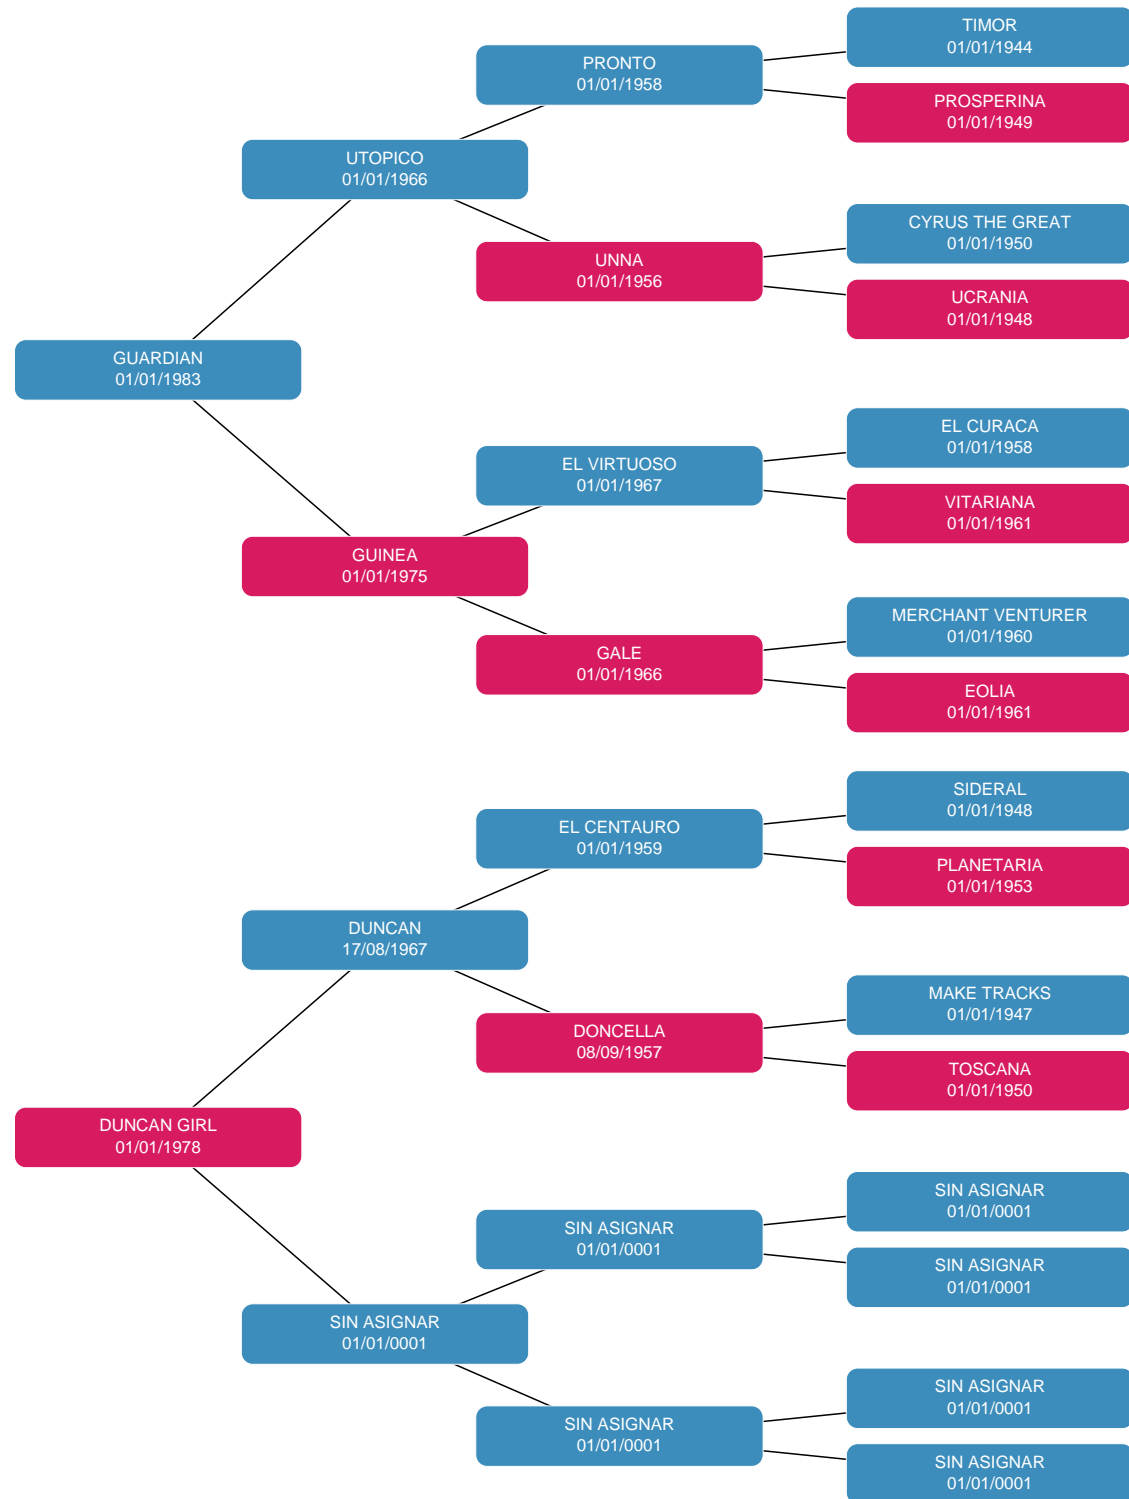 TIMOR
01/01/1944
PRONTO
01/01/1958
PROSPERINA
01/01/1949
UTOPICO
01/01/1966
CYRUS THE GREAT
01/01/1950
UNNA
01/01/1956
UCRANIA
01/01/1948
GUARDIAN
01/01/1983
EL CURACA
01/01/1958
EL VIRTUOSO
01/01/1967
VITARIANA
01/01/1961
GUINEA
01/01/1975
MERCHANT VENTURER
01/01/1960
GALE
01/01/1966
EOLIA
01/01/1961
SIDERAL
01/01/1948
EL CENTAURO
01/01/1959
PLANETARIA
01/01/1953
DUNCAN
17/08/1967
MAKE TRACKS
01/01/1947
DONCELLA
08/09/1957
TOSCANA
01/01/1950
DUNCAN GIRL
01/01/1978
SIN ASIGNAR
01/01/0001
SIN ASIGNAR
01/01/0001
SIN ASIGNAR
01/01/0001
SIN ASIGNAR
01/01/0001
SIN ASIGNAR
01/01/0001
SIN ASIGNAR
01/01/0001
SIN ASIGNAR
01/01/0001